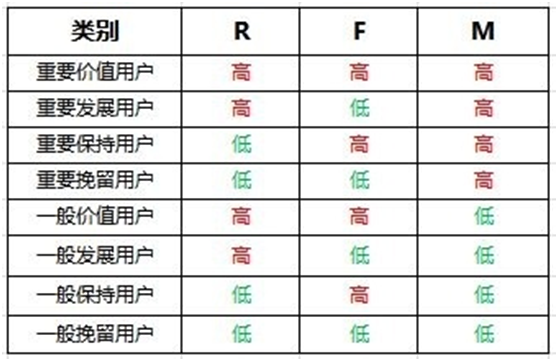 类别 R F M
重要价值用户 高 高 高
重要发展用户 高 低 高
重要保持用户 低 高 高
重要挽留用户 低 低 高
一般价值用户 高 高 低
一般发展用户 高 低 低
一般保持用户 低 高 低
一般挽留用户 低 低 低